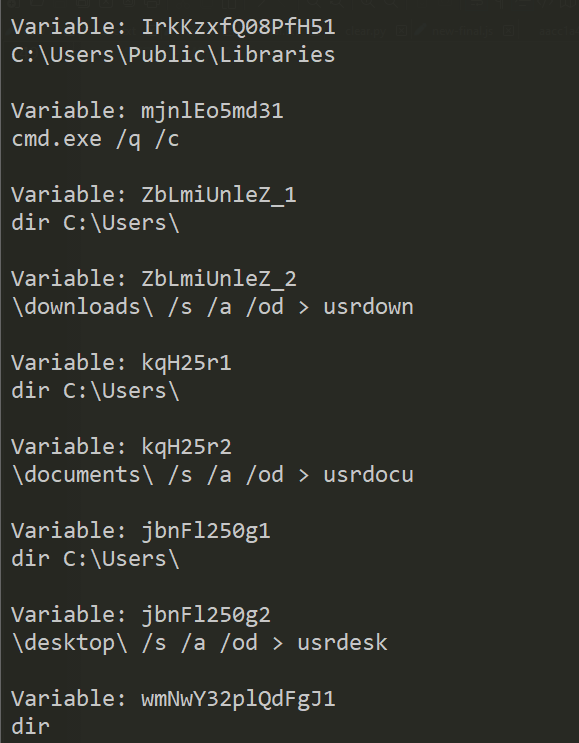 Variable: IrkKzxfQ08PfH51
C:\Users\Public\Libraries
Variable: mjnlEo5md31
cmd.exe /q /c
Variable: ZbLmiUnleZ_1
dir C:\Users\
Variable: ZbLmiUnleZ_2
\downloads\ /s /a /od > usrdown
Variable: kqH25r1
dir C:\Users\
Variable: kqH25r2
\documents\ /s /a /od > usrdocu
Variable: jbnFl250g1
dir C:\Users\
Variable: jbnFl250g2
\desktop\ /s /a /od > usrdesk
Variable: wmNwY32plQdFgJ1
dir